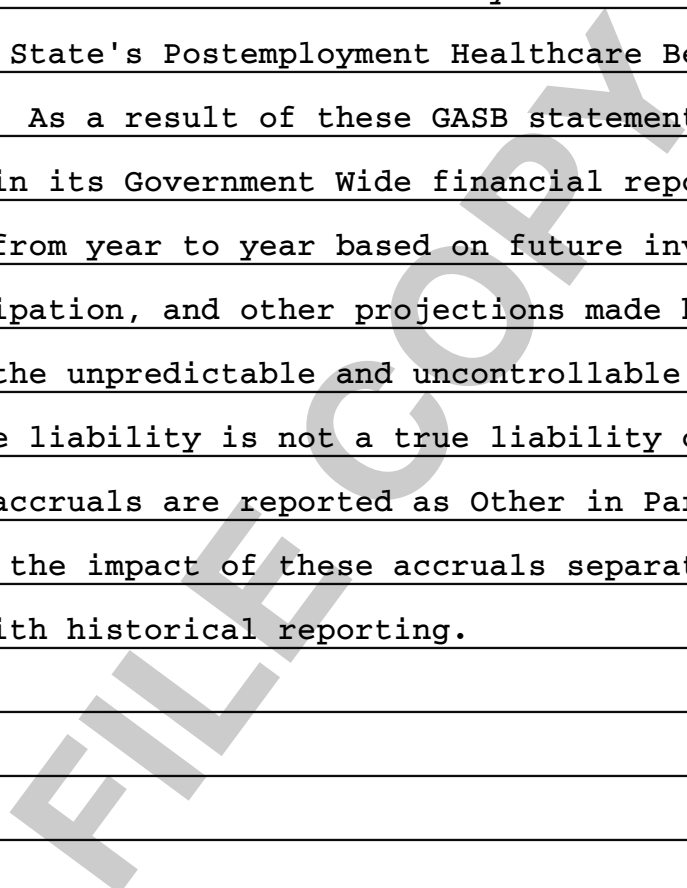 State's Postemployment Healthcare Be
As a result of these GASB statement
in its Government Wide financial repo
from year to year based on future inv
ipation, and other projections made b
the unpredictable and uncontrollable
e liability is not a true liability o
accruals are reported as Other in Par
the impact of these accruals separat
ith historical reporting.
FILE COPY